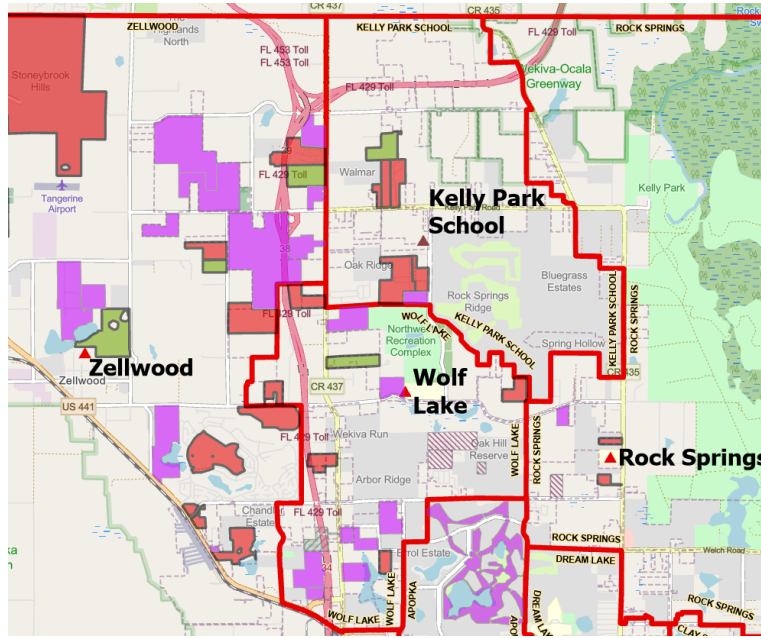 CR 437
CR 435
ZELLWOOD
Highlands
North
KELLY PARK SCHOOL
FL 429 Toll
ROCK SPRINGS
FL 453 Toll
FL 453 Toll
Stoneybrook
Hills
Wekiva-Ocala
Greenway
FL 429 Toll
39
Walmar
FL 429 Toll
Tangerine
Airport
Kelly Park
Kelly Park
School
Kelly Park Road
38
Oak Ridge
Bluegrass
Estates
Rock Springs
Ridge
FL 429 Toll
WOLF LAKE
KELLY PARK SCHOOL
KELLY PARK SCHOOL
ROCK SPRINGS
Northwest
Recreation
Complex
Spring Hollow
Zellwood
Zellwood
CR 437
Wolf
Lake
CR 435
US 441
FL 429 Toll
Wekiva Run
Oak Hill
Reserve
WOLF LAKE
ROCK SPRINGS
Rock Springs
Arbor Ridge
Chandler
Estates
FL 429 Toll
ROCK SPRINGS
Welch Road
Errol Estate
DREAM LAKE
34
WOLF LAKE
WOLF LAKE
APOPKA
DREAM LAKE
ROCK SPRINGS